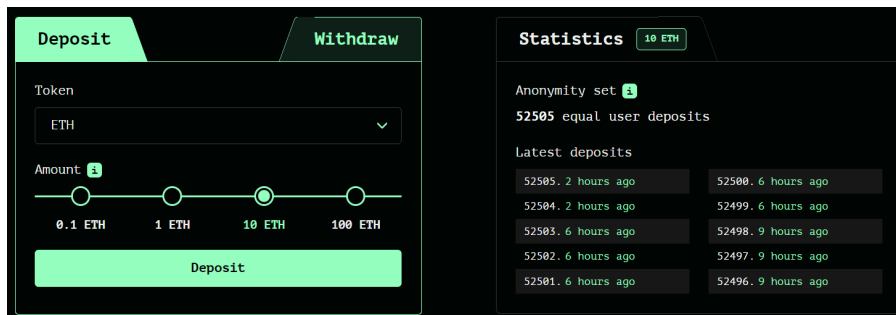 Deposit
Withdraw
Token
ETH
Amount i
0.1 ETH
1 ETH
10 ETH
100 ETH
Deposit
Statistics 10 ETH
Anonymity set i
52505 equal user deposits
Latest deposits
52505. 2 hours ago
52504. 2 hours ago
52503. 6 hours ago
52502. 6 hours ago
52501. 6 hours ago
52500. 6 hours ago
52499. 6 hours ago
52498. 9 hours ago
52497. 9 hours ago
52496. 9 hours ago